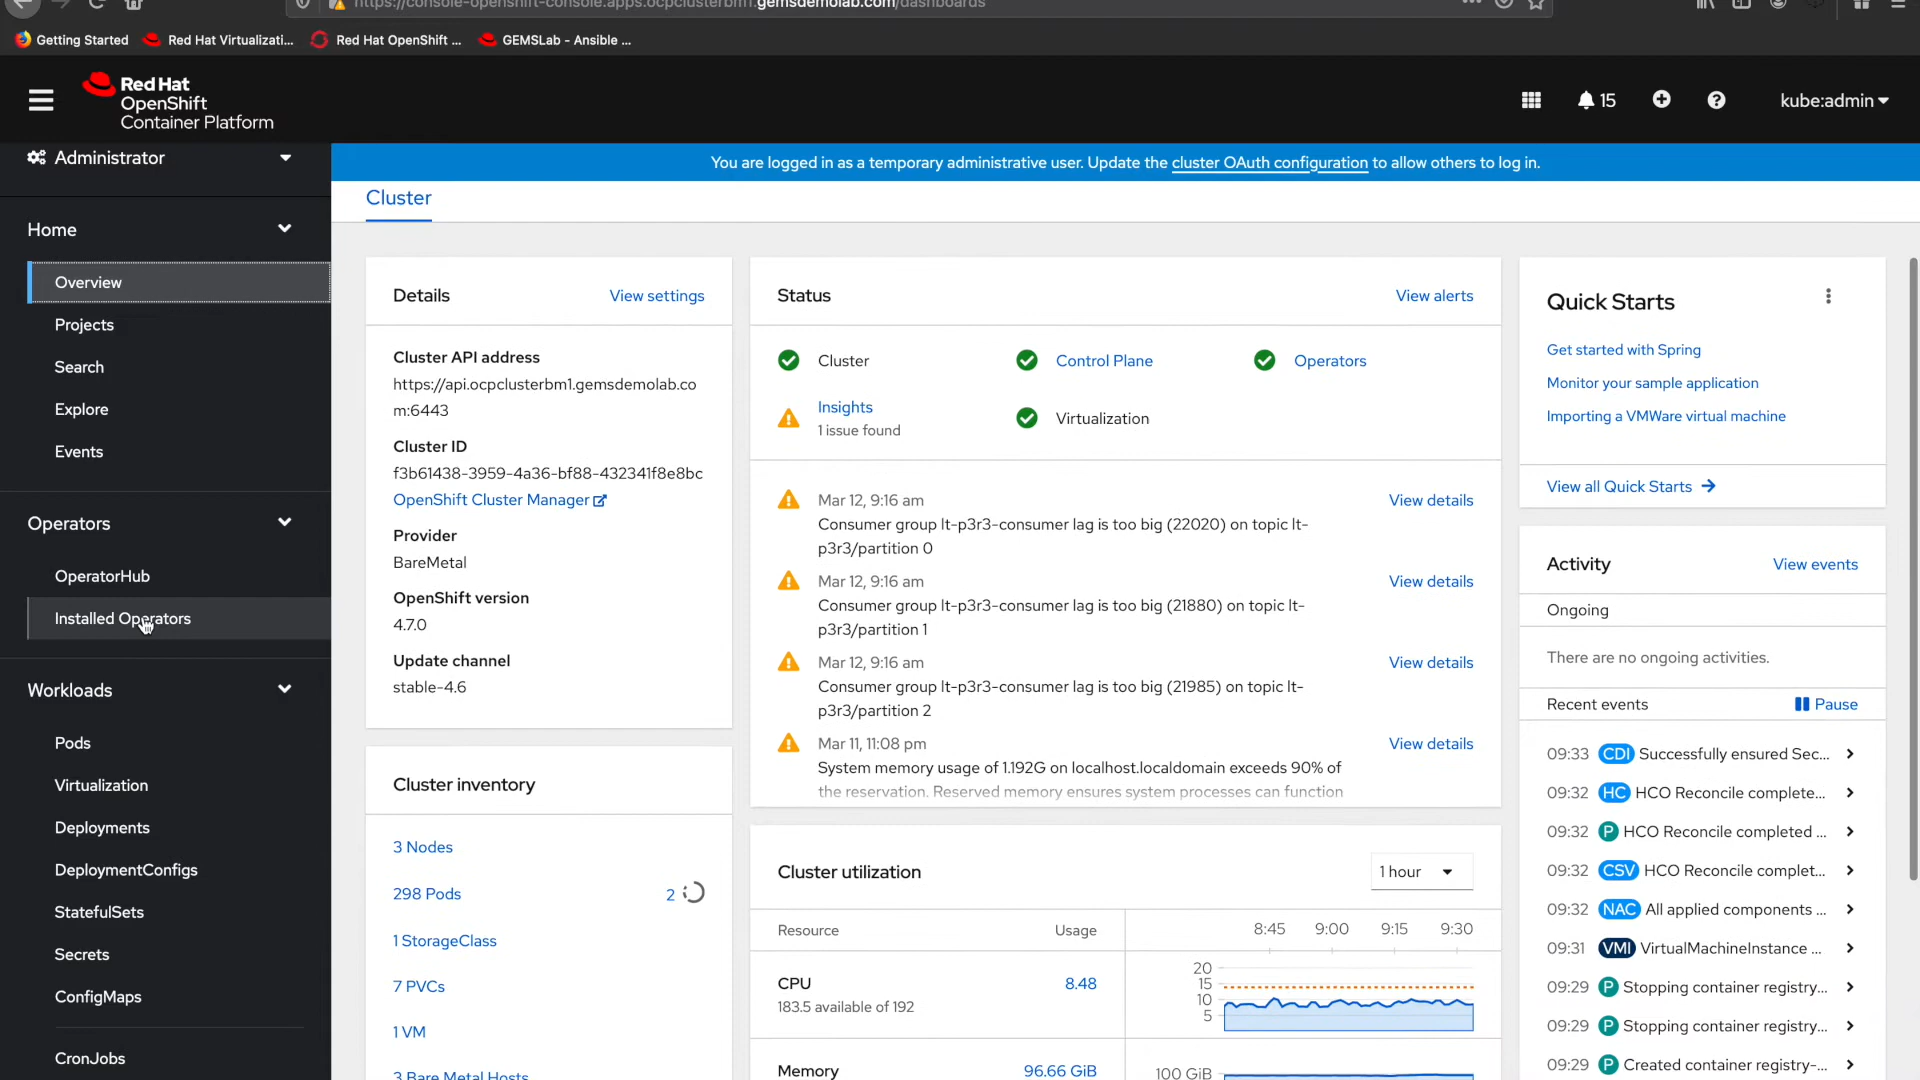 https://console-openshift-console.apps.ocpclusterbm1.gemsdemolab.com/dashboards
Getting Started
Red Hat Virtualizati...
Red Hat OpenShift ...
GEMSLab - Ansible ...
Red Hat
OpenShift
Container Platform
15
kube:admin
Administrator
You are logged in as a temporary administrative user. Update the cluster OAuth configuration to allow others to log in.
Home
Overview
Projects
Search
Explore
Events
Operators
OperatorHub
Installed Operators
Workloads
Pods
Virtualization
Deployments
DeploymentConfigs
StatefulSets
Secrets
ConfigMaps
CronJobs
Cluster
Details
View settings
Cluster API address
https://api.ocpclusterbm1.gemsdemolab.co
m:6443
Cluster ID
f3b61438-3959-4a36-bf88-432341f8e8bc
OpenShift Cluster Manager
Provider
BareMetal
OpenShift version
4.7.0
Update channel
stable-4.6
Cluster inventory
3 Nodes
298 Pods
2
1 StorageClass
7 PVCs
1 VM
3 Bare Metal Hosts
Status
View alerts
Cluster
Control Plane
Operators
Insights
1 issue found
Virtualization
Mar 12, 9:16 am
View details
Consumer group lt-p3r3-consumer lag is too big (22020) on topic lt-
p3r3/partition 0
Mar 12, 9:16 am
View details
Consumer group lt-p3r3-consumer lag is too big (21880) on topic lt-
p3r3/partition 1
Mar 12, 9:16 am
View details
Consumer group lt-p3r3-consumer lag is too big (21985) on topic lt-
p3r3/partition 2
Mar 11, 11:08 pm
View details
System memory usage of 1.192G on localhost.localdomain exceeds 90% of
the reservation. Reserved memory ensures system processes can function
Cluster utilization
1 hour
Resource
Usage
8:45
9:00
9:15
9:30
CPU
8.48
183.5 available of 192
20
15
10
5
Memory
96.66 GiB
100 GiB
Quick Starts
Get started with Spring
Monitor your sample application
Importing a VMWare virtual machine
View all Quick Starts
Activity
View events
Ongoing
There are no ongoing activities.
Recent events
Pause
09:33 CDI Successfully ensured Sec...
09:32 HC HCO Reconcile complete...
09:32 P HCO Reconcile completed ...
09:32 CSV HCO Reconcile complet...
09:32 NAC All applied components ...
09:31 VMI VirtualMachineInstance ...
09:29 P Stopping container registry...
09:29 P Stopping container registry...
09:29 P Created container registry-...